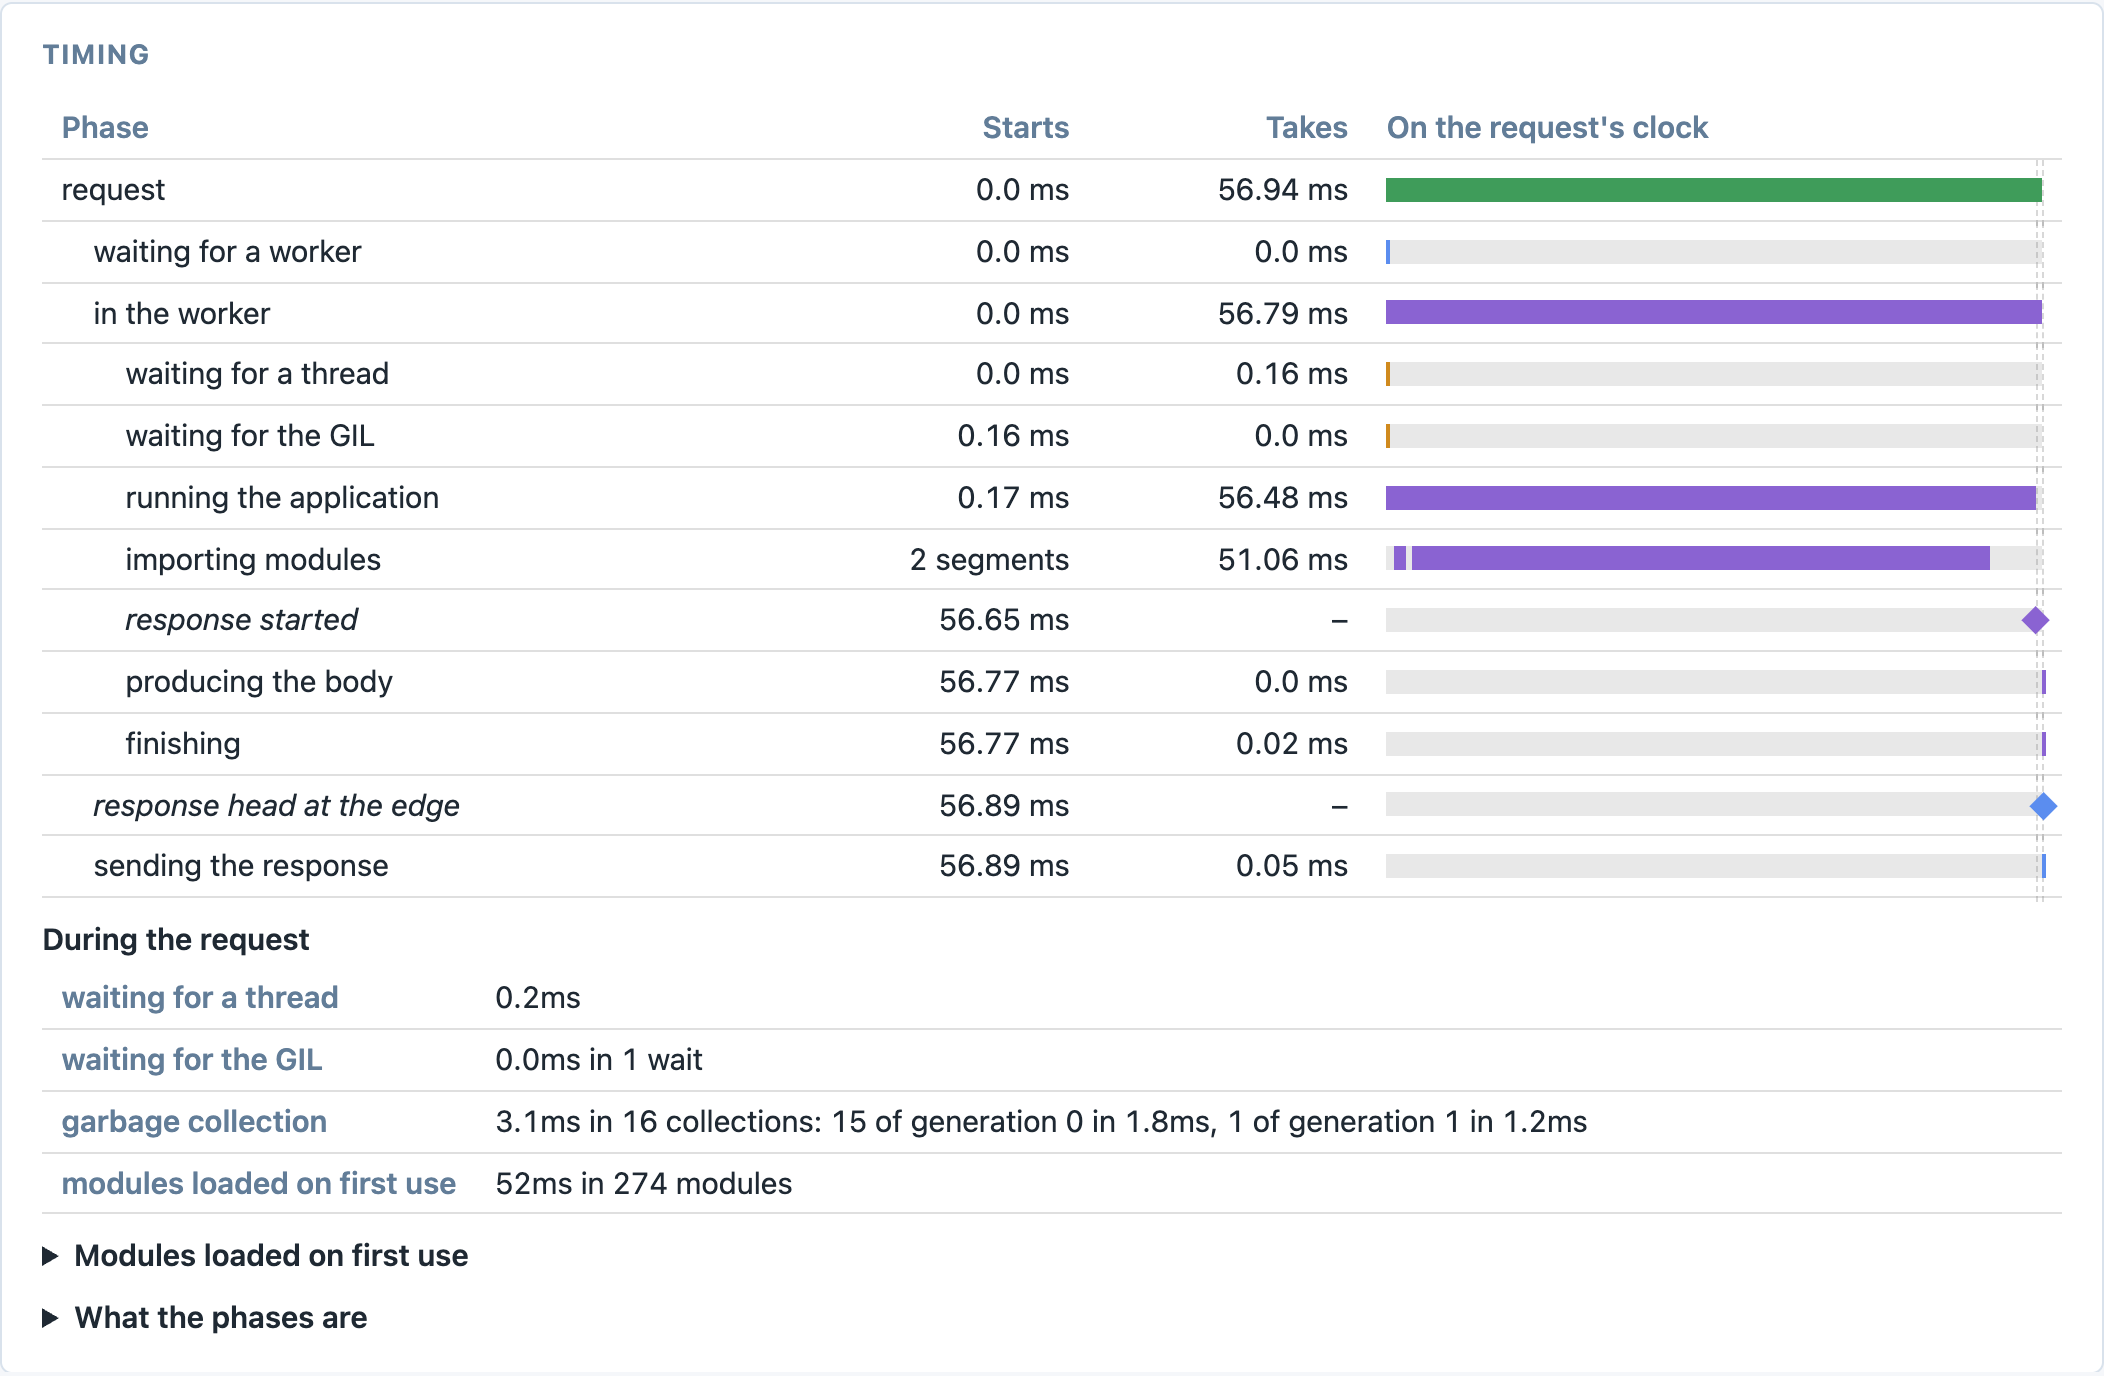 TIMING
Phase Starts Takes On the request's clock
request 0.0 ms 56.94 ms
waiting for a worker 0.0 ms 0.0 ms
in the worker 0.0 ms 56.79 ms
waiting for a thread 0.0 ms 0.16 ms
waiting for the GIL 0.16 ms 0.0 ms
running the application 0.17 ms 56.48 ms
importing modules 2 segments 51.06 ms
response started 56.65 ms –
producing the body 56.77 ms 0.0 ms
finishing 56.77 ms 0.02 ms
response head at the edge 56.89 ms –
sending the response 56.89 ms 0.05 ms
During the request
waiting for a thread 0.2ms
waiting for the GIL 0.0ms in 1 wait
garbage collection 3.1ms in 16 collections: 15 of generation 0 in 1.8ms, 1 of generation 1 in 1.2ms
modules loaded on first use 52ms in 274 modules
▶ Modules loaded on first use
▶ What the phases are